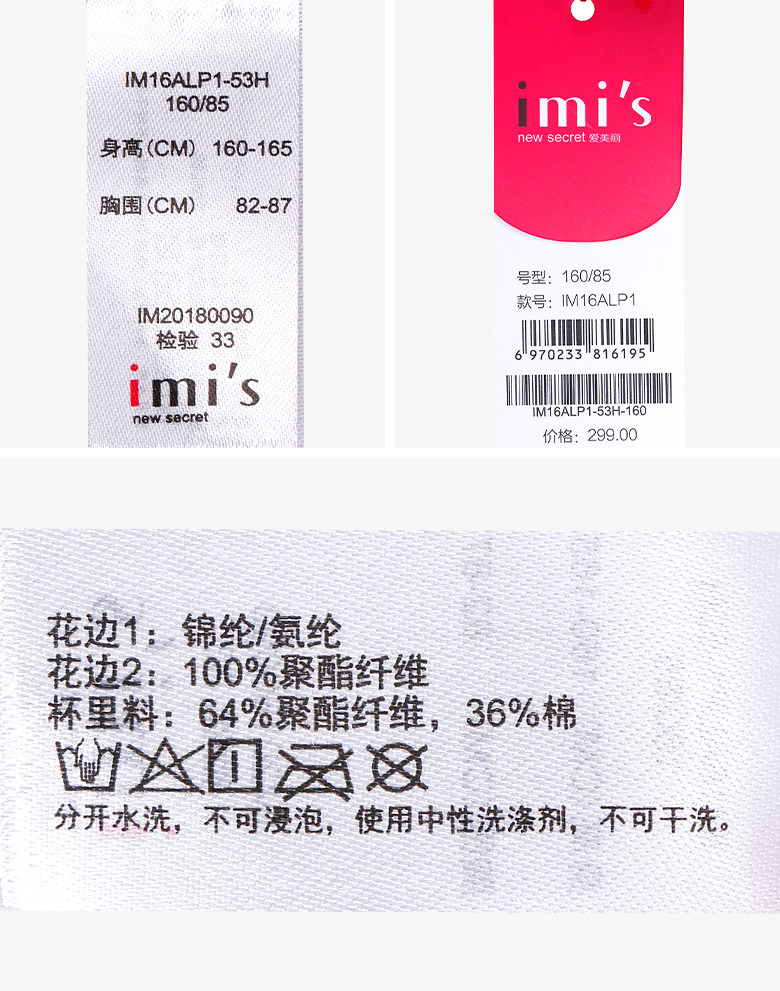 IM16ALP1-53H
160/85
身高(CM) 160-165
胸围(CM) 82-87
IM20180090
检验 33
imi's
new secret
imi's
new secret 爱美丽
号型: 160/85
款号: IM16ALP1
6 970233 816195
IM16ALP1-53H-160
价格: 299.00
花边1: 锦纶/氨纶
花边2: 100%聚酯纤维
杯里料: 64%聚酯纤维, 36%棉
分开水洗, 不可浸泡, 使用中性洗涤剂, 不可干洗。